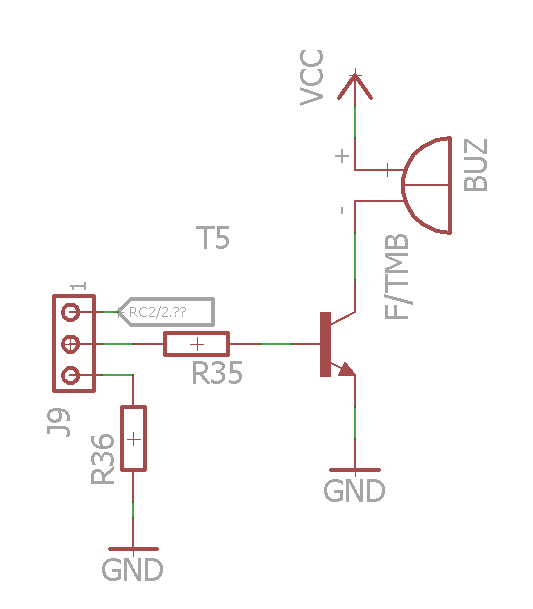 VCC
+
-
BUZ
F/TMB
T5
1
RC2/2.??
J9
R35
R36
GND
GND